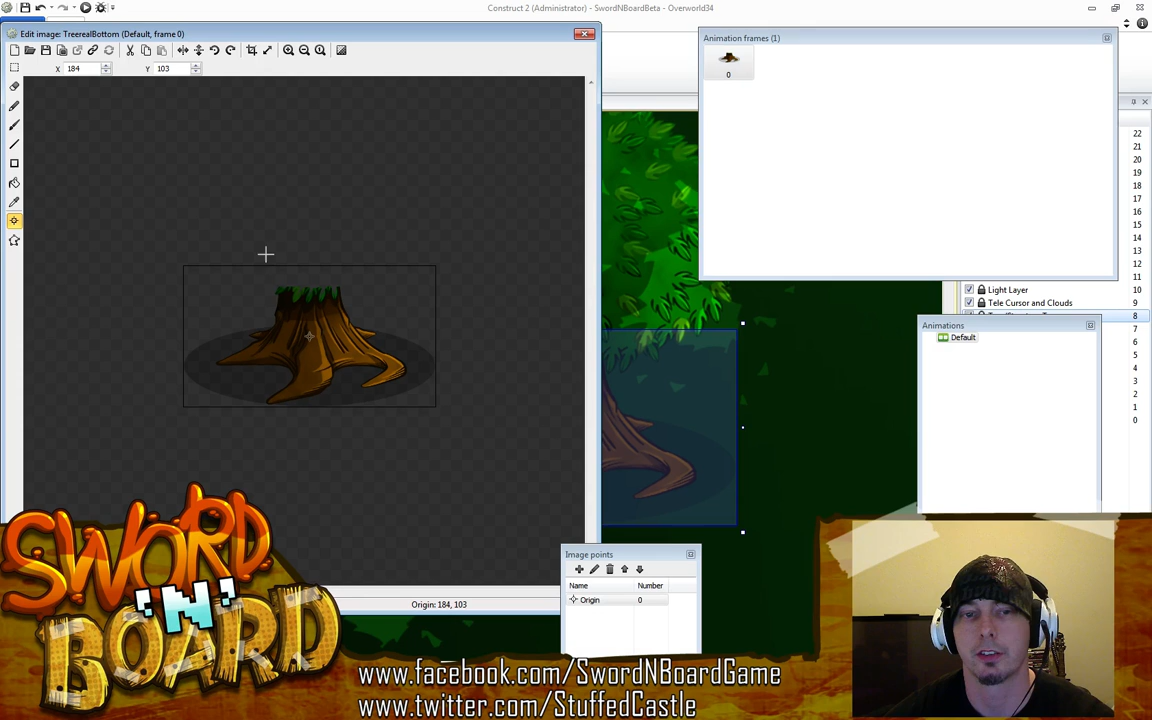 Construct 2 (Administrator) - SwordNBoardBeta - Overworld34
Edit image: TreerealBottom (Default, frame 0)
X 184 Y 103
Animation frames (1)
0
22
21
20
19
18
17
16
15
14
13
12
11
Light Layer 10
Tele Cursor and Clouds 9
8
7
6
5
4
3
2
1
0
Animations
Default
Image points
Name Number
Origin 0
Origin: 184, 103
SWORD
'N'
BOARD
www.facebook.com/SwordNBoardGame
www.twitter.com/StuffedCastle